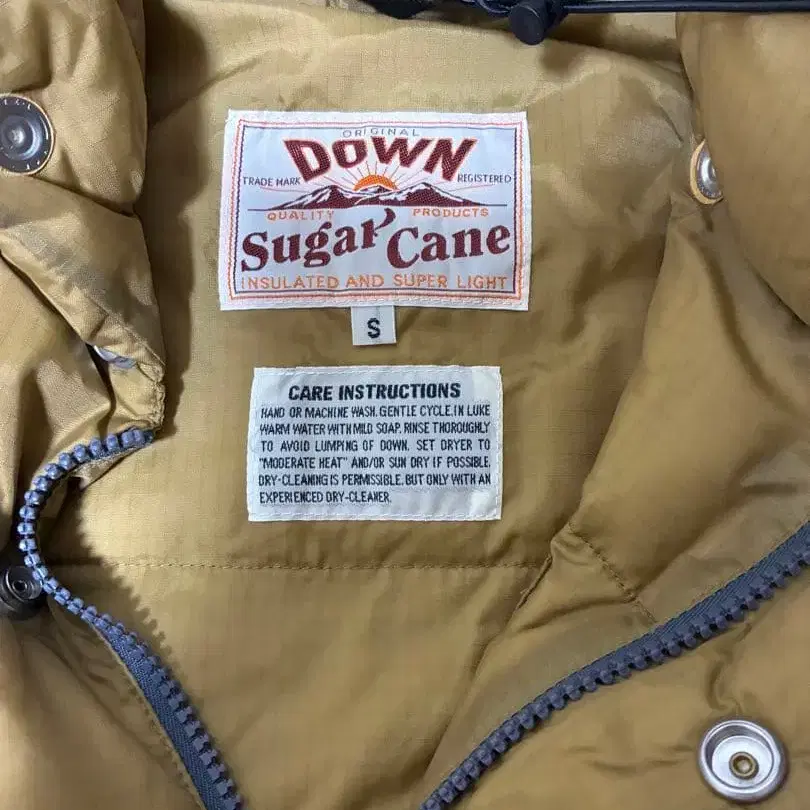 ORIGINAL
DOWN
TRADE MARK REGISTERED
QUALITY PRODUCTS
Sugar Cane
INSULATED AND SUPER LIGHT
S
CARE INSTRUCTIONS
HAND OR MACHINE WASH. GENTLE CYCLE. IN LUKE
WARM WATER WITH MILD SOAP. RINSE THOROUGHLY
TO AVOID LUMPING OF DOWN. SET DRYER TO
"MODERATE HEAT" AND/OR SUN DRY IF POSSIBLE.
DRY-CLEANING IS PERMISSIBLE. BUT ONLY WITH AN
EXPERIENCED DRY-CLEANER.